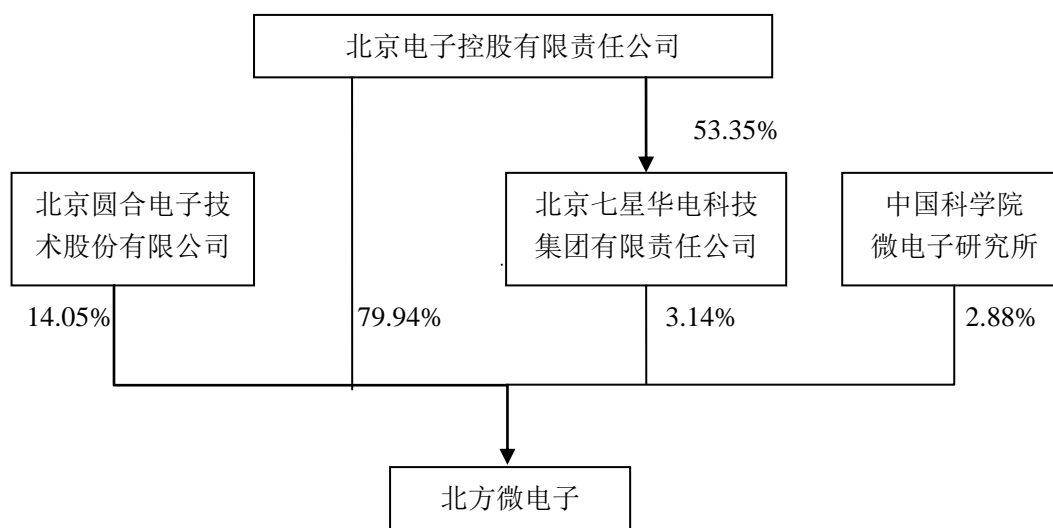 北京电子控股有限责任公司
53.35%
北京圆合电子技
术股份有限公司
北京七星华电科技
集团有限责任公司
中国科学院
微电子研究所
14.05%
79.94%
3.14%
2.88%
北方微电子